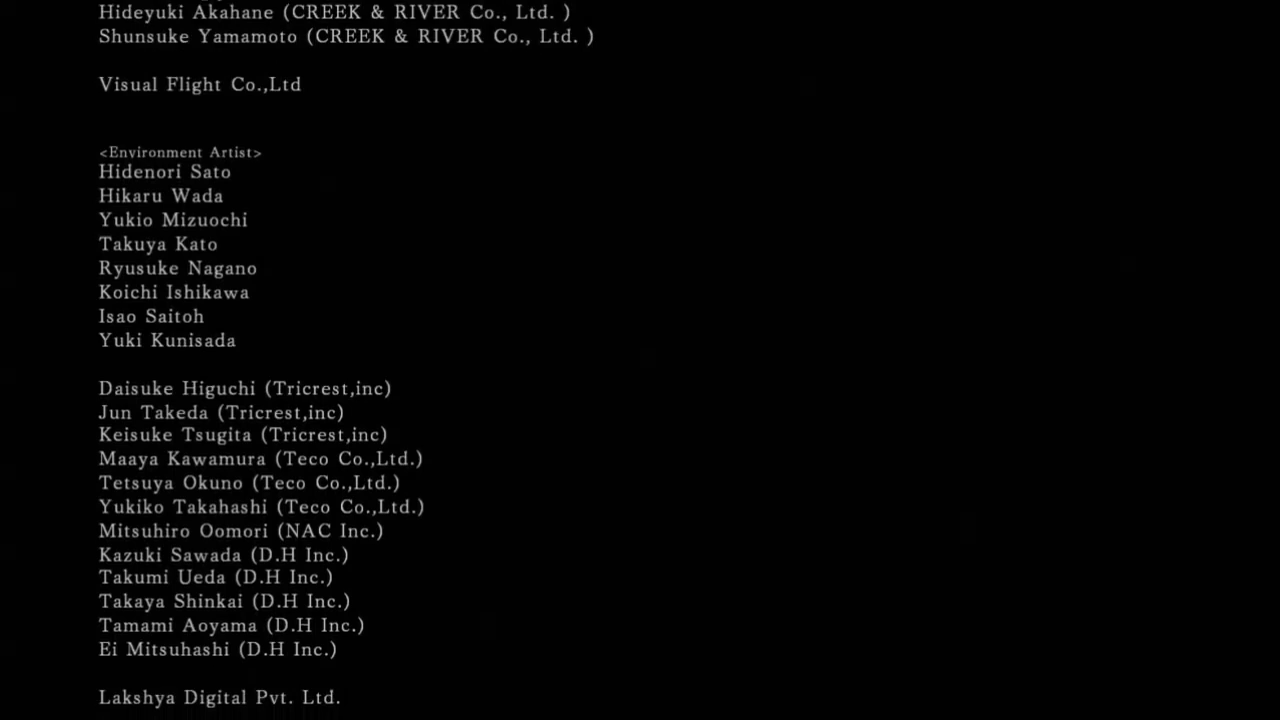 Hideyuki Akahane (CREEK & RIVER Co., Ltd. )
Shunsuke Yamamoto (CREEK & RIVER Co., Ltd. )
Visual Flight Co.,Ltd
<Environment Artist>
Hidenori Sato
Hikaru Wada
Yukio Mizuochi
Takuya Kato
Ryusuke Nagano
Koichi Ishikawa
Isao Saitoh
Yuki Kunisada
Daisuke Higuchi (Tricrest,inc)
Jun Takeda (Tricrest,inc)
Keisuke Tsugita (Tricrest,inc)
Maaya Kawamura (Teco Co.,Ltd.)
Tetsuya Okuno (Teco Co.,Ltd.)
Yukiko Takahashi (Teco Co.,Ltd.)
Mitsuhiro Oomori (NAC Inc.)
Kazuki Sawada (D.H Inc.)
Takumi Ueda (D.H Inc.)
Takaya Shinkai (D.H Inc.)
Tamami Aoyama (D.H Inc.)
Ei Mitsuhashi (D.H Inc.)
Lakshya Digital Pvt. Ltd.